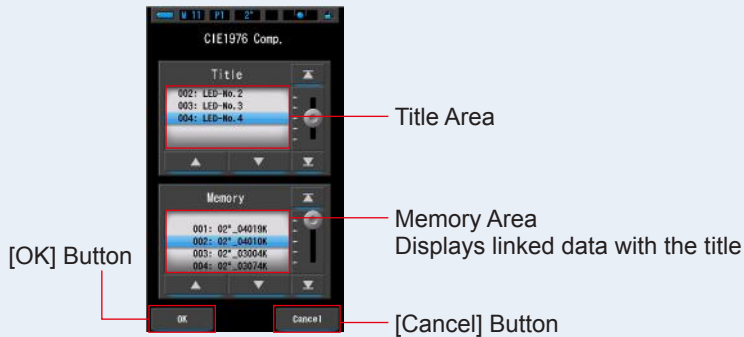 M 11 P1 2°
CIE1976 Comp.
Title
002: LED-No.2
003: LED-No.3
004: LED-No.4
Title Area
Memory
001: 02°_04019K
002: 02°_04010K
003: 02°_03004K
004: 02°_03074K
Memory Area
Displays linked data with the title
[OK] Button
OK
Cancel
[Cancel] Button